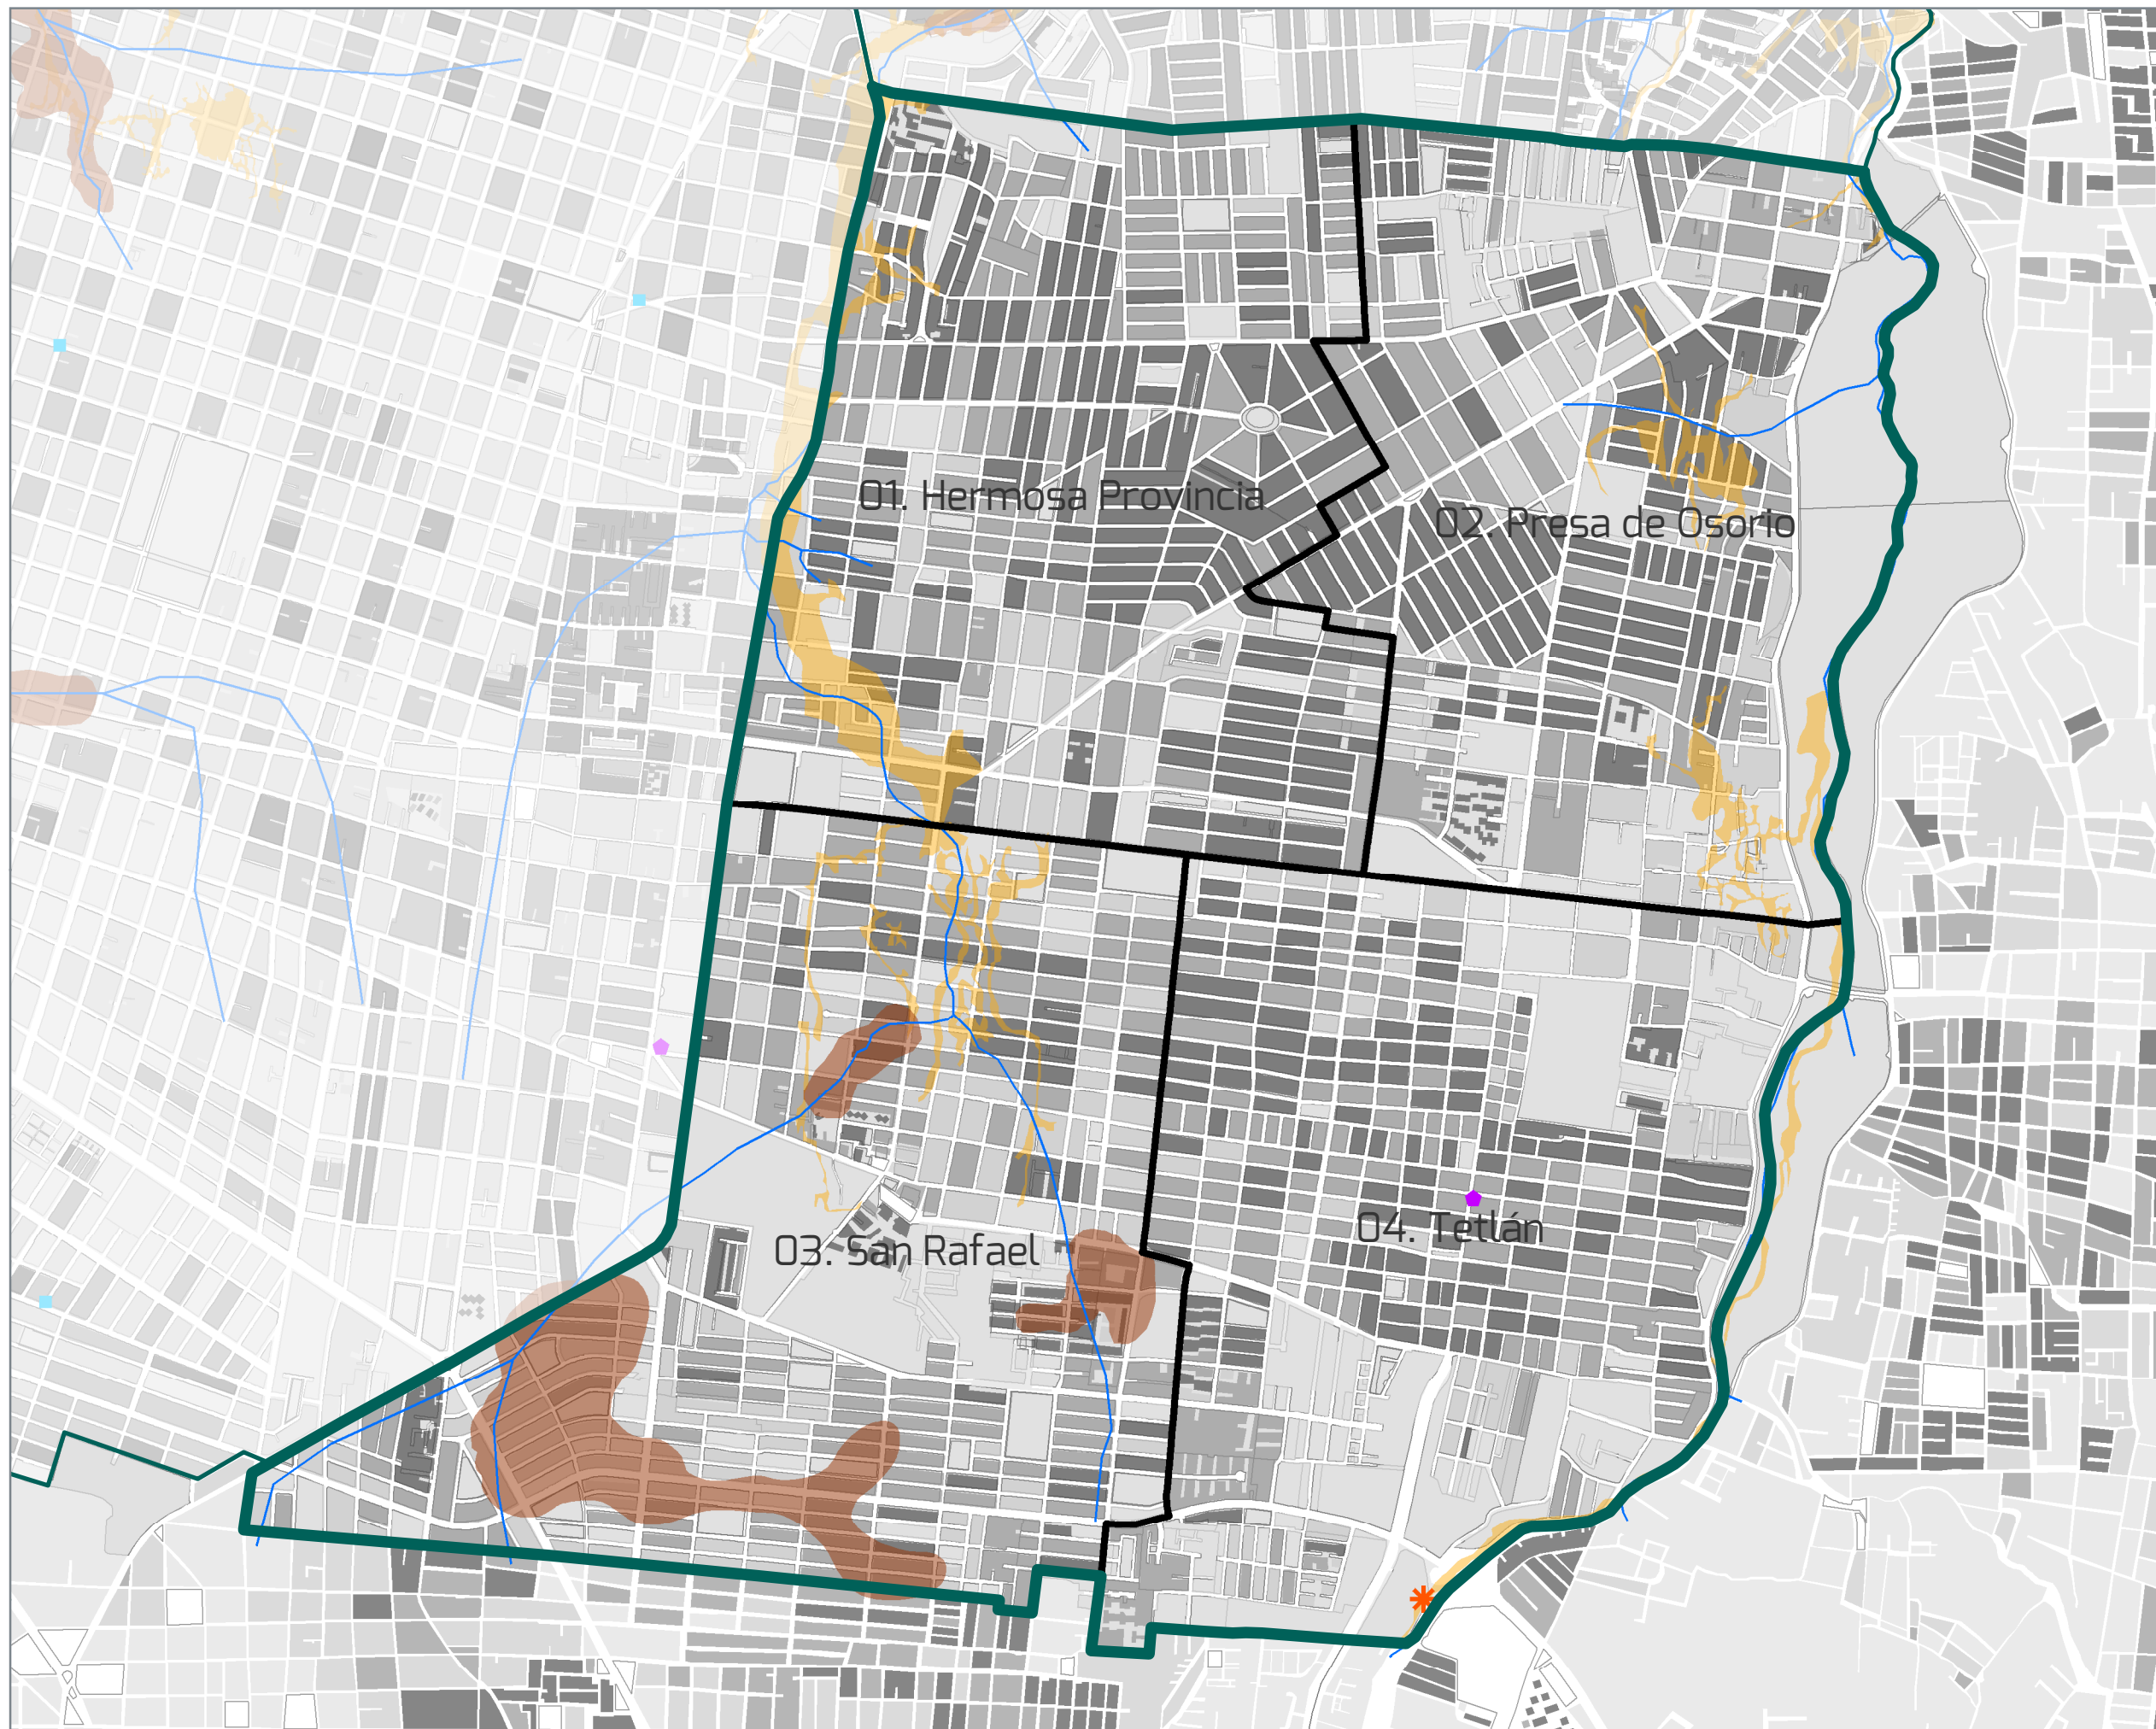 01. Hermosa Provincia
02. Presa de Osorio
03. San Rafael
04. Tetlán